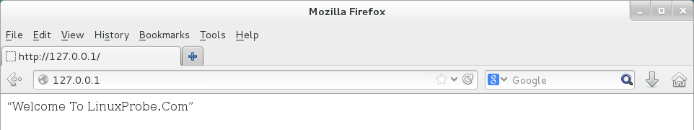 Mozilla Firefox
File Edit View History Bookmarks Tools Help
http://127.0.0.1/
127.0.0.1 Google
“Welcome To LinuxProbe.Com”